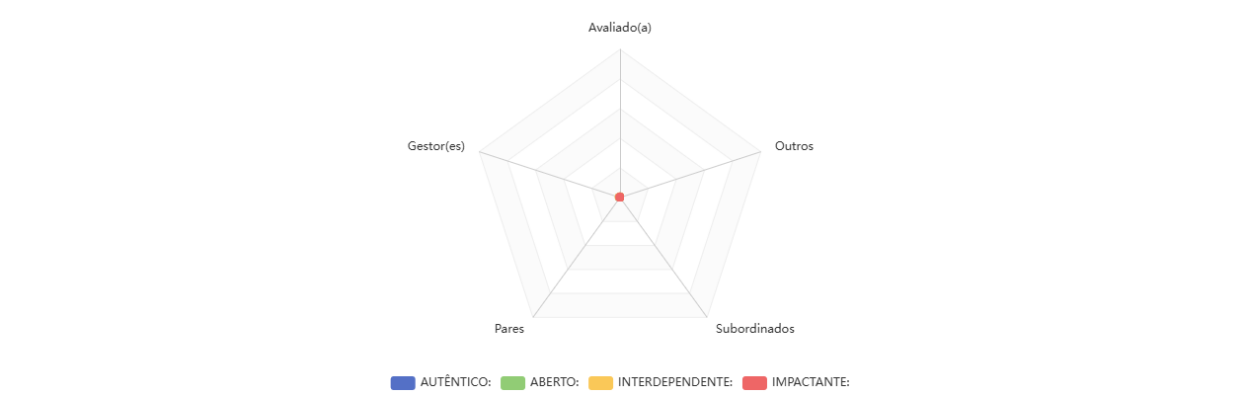 Avaliado(a)
Gestor(es)
Outros
Pares
Subordinados
AUTÊNTICO: ABERTO: INTERDEPENDENTE: IMPACTANTE: